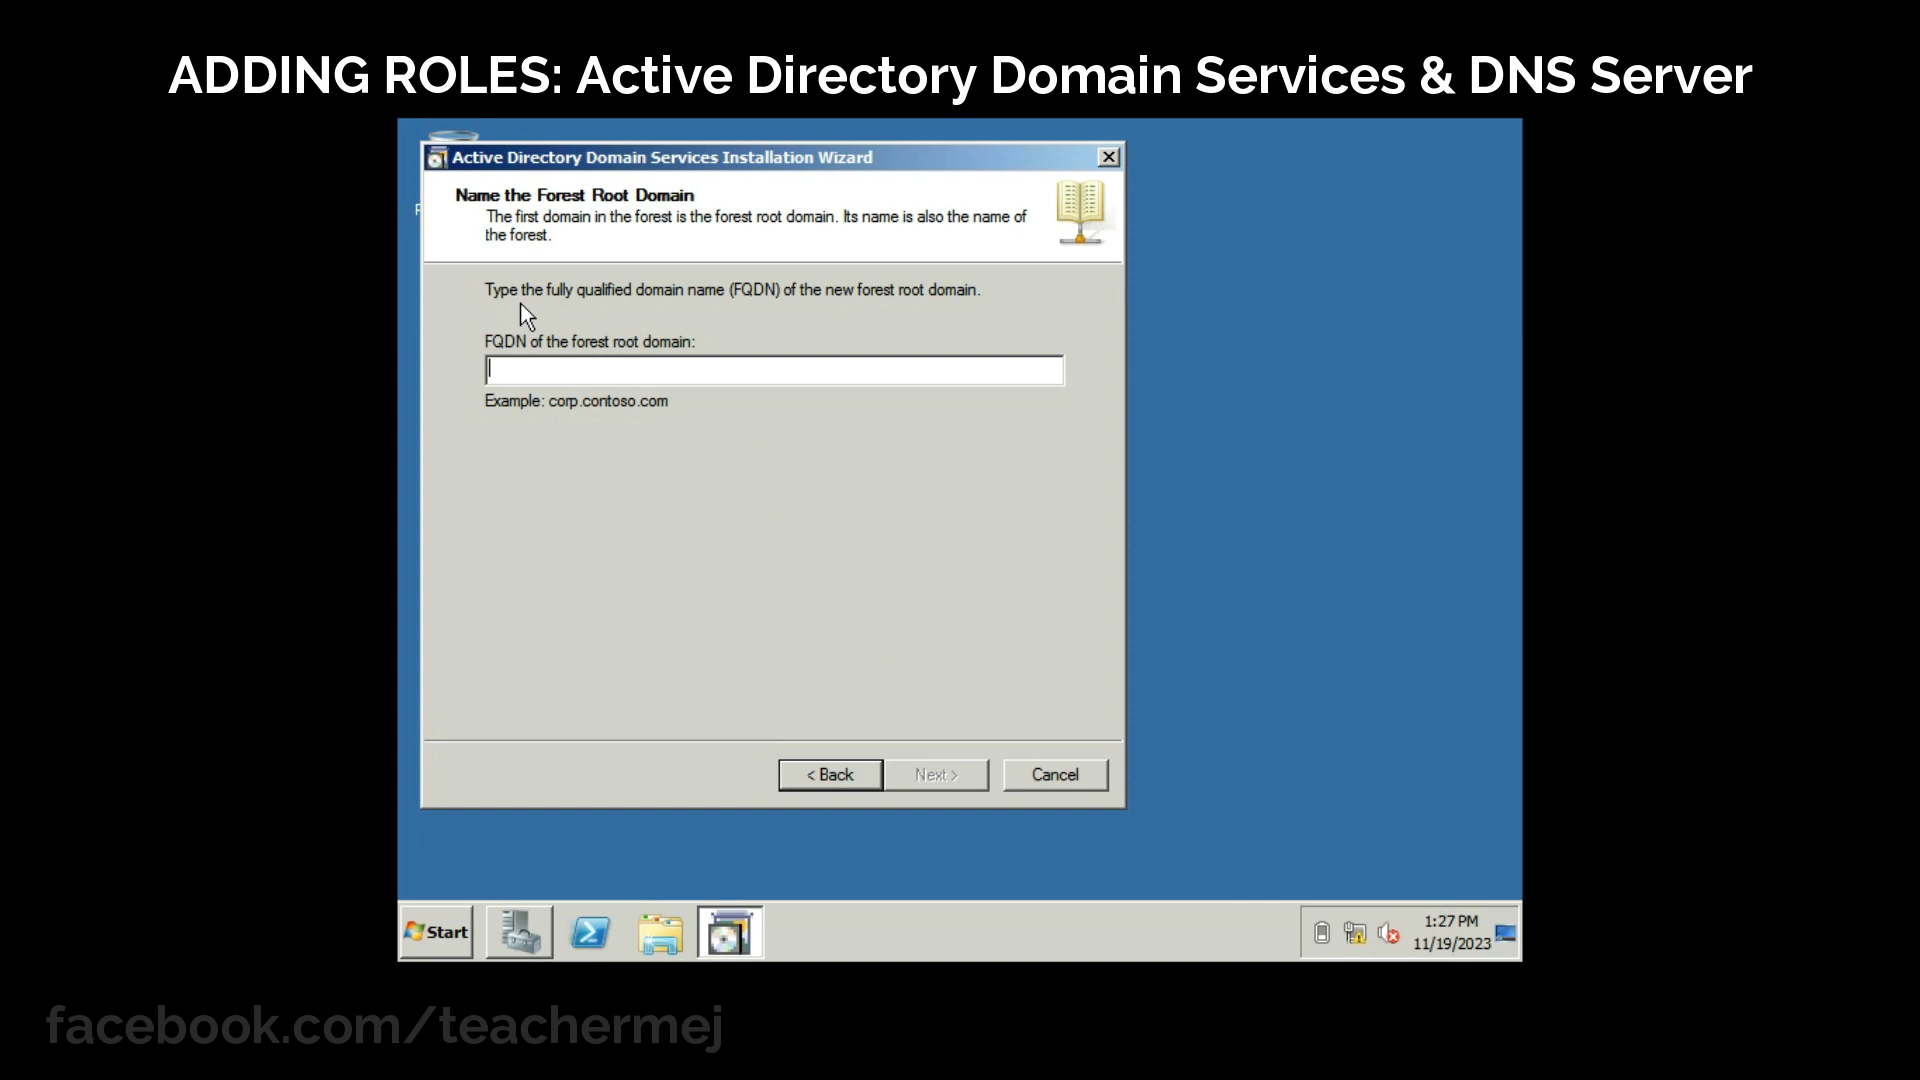 ADDING ROLES: Active Directory Domain Services & DNS Server
Active Directory Domain Services Installation Wizard
Name the Forest Root Domain
The first domain in the forest is the forest root domain. Its name is also the name of
the forest.
Type the fully qualified domain name (FQDN) of the new forest root domain.
FQDN of the forest root domain:
Example: corp.contoso.com
< Back
Next >
Cancel
Start
1:27 PM
11/19/2023
facebook.com/teachermej